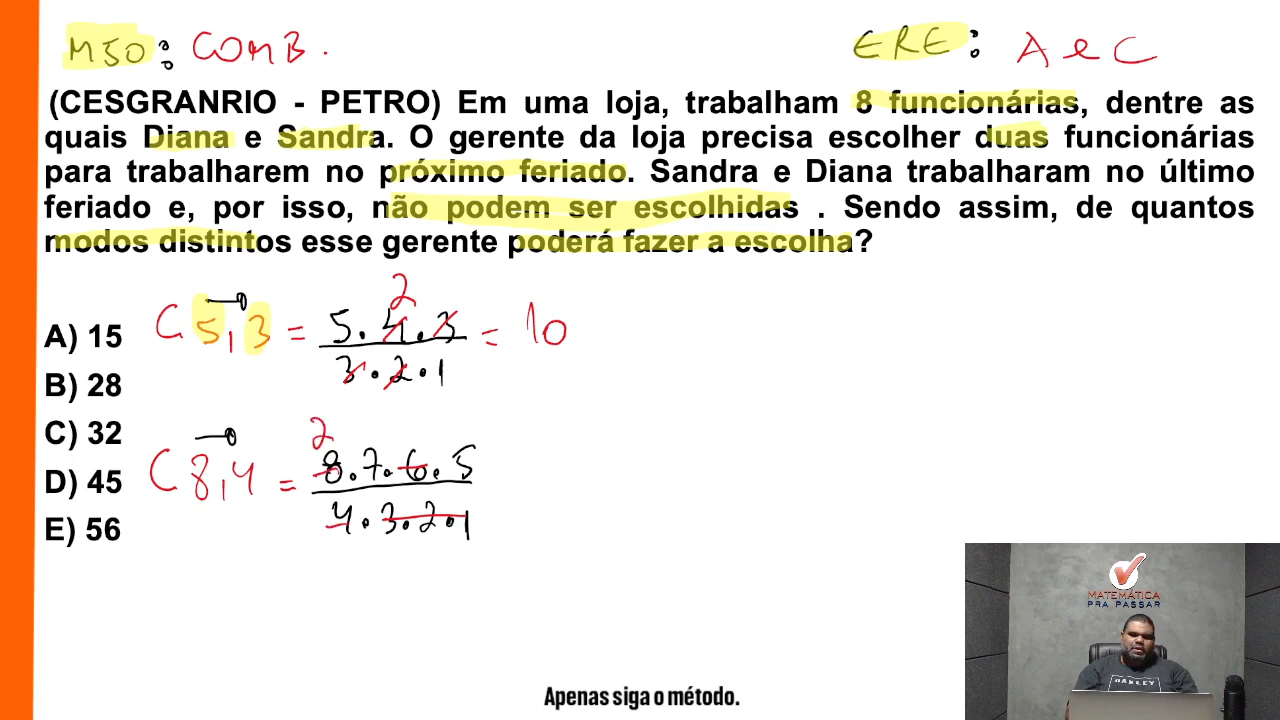 M50: COMB.
ERE: A e C
(CESGRANRIO - PETRO) Em uma loja, trabalham 8 funcionárias, dentre as
quais Diana e Sandra. O gerente da loja precisa escolher duas funcionárias
para trabalharem no próximo feriado. Sandra e Diana trabalharam no último
feriado e, por isso, não podem ser escolhidas . Sendo assim, de quantos
modos distintos esse gerente poderá fazer a escolha?
A) 15
B) 28
C) 32
D) 45
E) 56
2
C 5,3 = 5.4.3 = 10
3.2.1
2
C 8,4 = 8.7.6.5
4.3.2.1
MATEMÁTICA
PRA PASSAR
OAKLEY
Apenas siga o método.